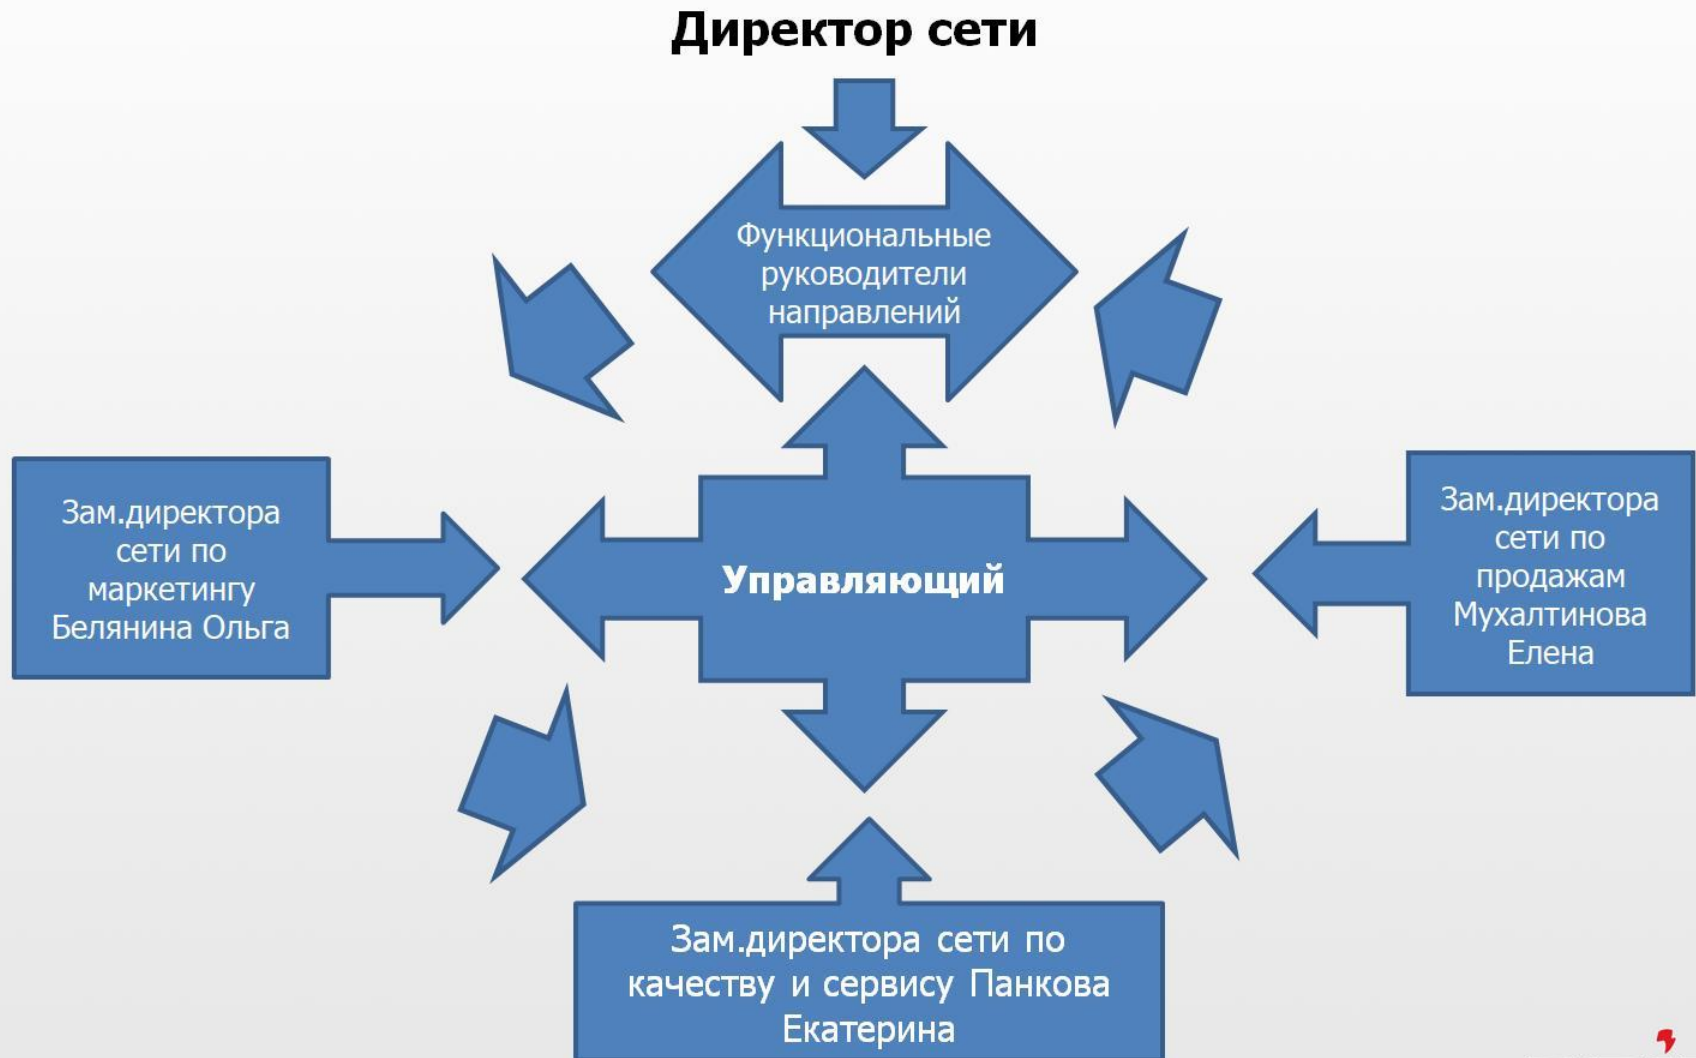 Директор сети
Функциональные
руководители
направлений
Зам.директора
сети по
маркетингу
Белянина Ольга
Управляющий
Зам.директора
сети по
продажам
Мухалтинова
Елена
Зам.директора сети по
качеству и сервису Панкова
Екатерина